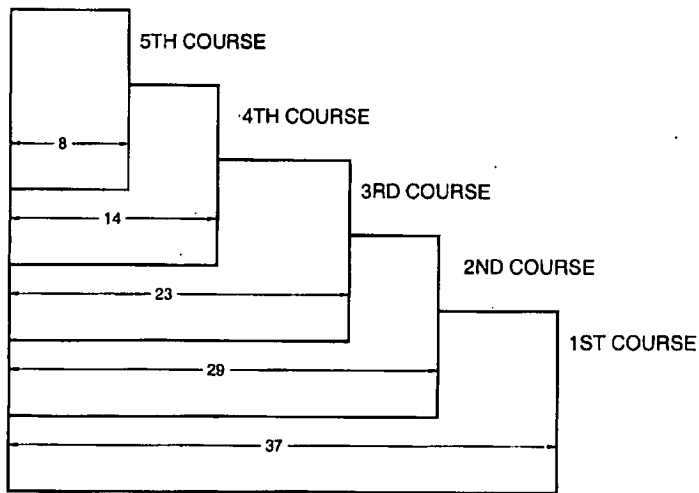 5TH COURSE
4TH COURSE
8
3RD COURSE
14
2ND COURSE
23
1ST COURSE
29
37